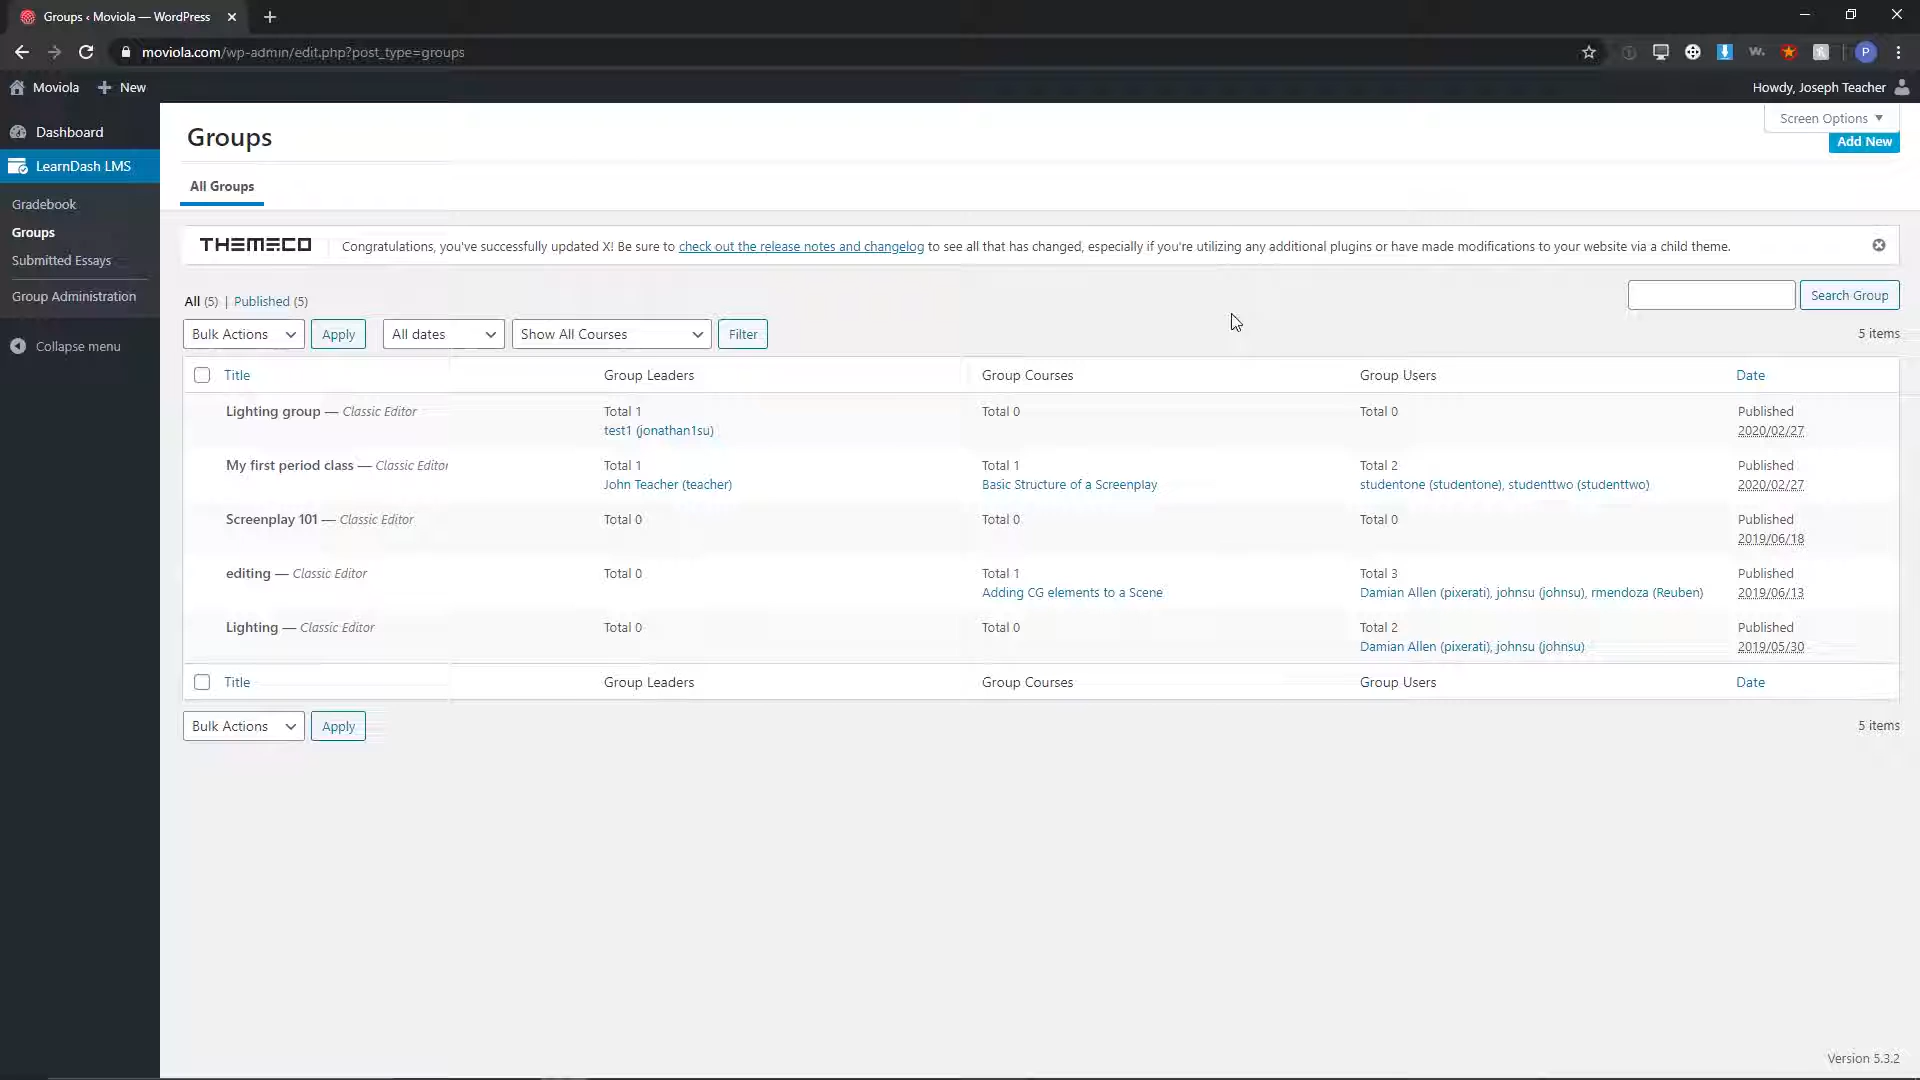 Groups ‹ Moviola — WordPress
moviola.com/wp-admin/edit.php?post_type=groups
Moviola
New
Howdy, Joseph Teacher
Dashboard
LearnDash LMS
Gradebook
Groups
Submitted Essays
Group Administration
Collapse menu
Groups
Screen Options
Add New
All Groups
THEMECO
Congratulations, you've successfully updated X! Be sure to check out the release notes and changelog to see all that has changed, especially if you're utilizing any additional plugins or have made modifications to your website via a child theme.
All (5) | Published (5)
Search Group
Bulk Actions
Apply
All dates
Show All Courses
Filter
5 items
Title
Group Leaders
Group Courses
Group Users
Date
Lighting group — Classic Editor
Total 1
test1 (jonathan1su)
Total 0
Total 0
Published
2020/02/27
My first period class — Classic Editor
Total 1
John Teacher (teacher)
Total 1
Basic Structure of a Screenplay
Total 2
studentone (studentone), studenttwo (studenttwo)
Published
2020/02/27
Screenplay 101 — Classic Editor
Total 0
Total 0
Total 0
Published
2019/06/18
editing — Classic Editor
Total 0
Total 1
Adding CG elements to a Scene
Total 3
Damian Allen (pixerati), johnsu (johnsu), rmendoza (Reuben)
Published
2019/06/13
Lighting — Classic Editor
Total 0
Total 0
Total 2
Damian Allen (pixerati), johnsu (johnsu)
Published
2019/05/30
Title
Group Leaders
Group Courses
Group Users
Date
Bulk Actions
Apply
5 items
Version 5.3.2